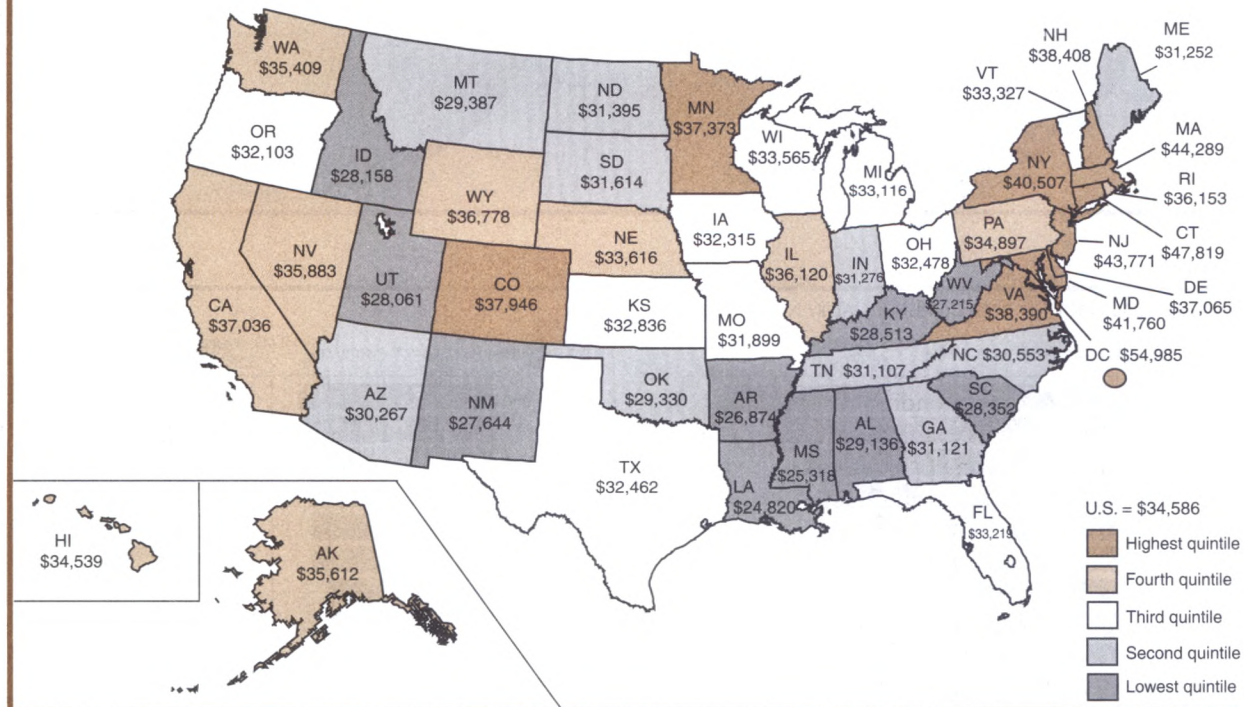 WA
$35,409
MT
$29,387
ND
$31,395
MN
$37,373
OR
$32,103
ID
$28,158
WY
$36,778
SD
$31,614
WI
$33,565
MI
$33,116
NH
$38,408
VT
$33,327
ME
$31,252
MA
$44,289
RI
$36,153
CT
$47,819
NY
$40,507
PA
$34,897
NJ
$43,771
DE
$37,065
MD
$41,760
DC $54,985
NV
$35,883
UT
$28,061
CO
$37,946
NE
$33,616
IA
$32,315
IL
$36,120
IN
$31,276
OH
$32,478
WV
$27,215
VA
$38,390
CA
$37,036
KS
$32,836
MO
$31,899
KY
$28,513
NC $30,553
TN $31,107
SC
$28,352
AZ
$30,267
NM
$27,644
OK
$29,330
AR
$26,874
MS
$25,318
AL
$29,136
GA
$31,121
TX
$32,462
LA
$24,820
FL
$33,219
HI
$34,539
AK
$35,612
U.S. = $34,586
Highest quintile
Fourth quintile
Third quintile
Second quintile
Lowest quintile